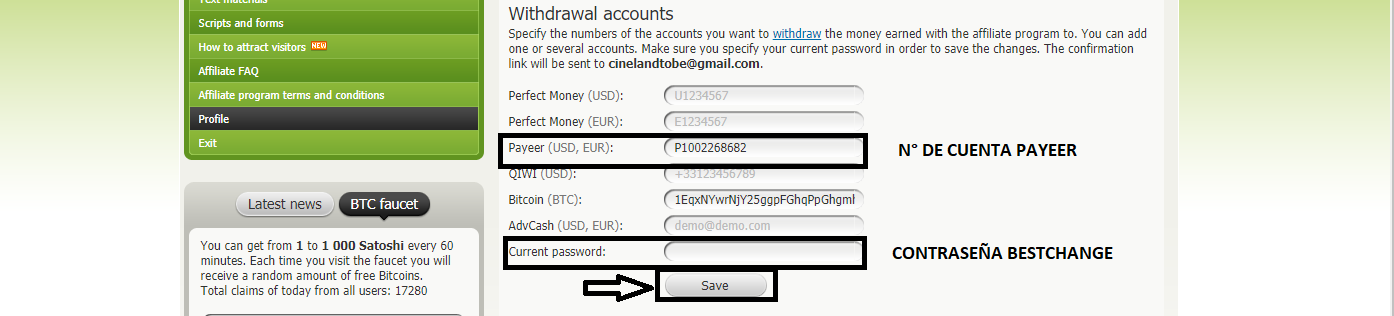 Text materials
Scripts and forms
How to attract visitors NEW
Affiliate FAQ
Affiliate program terms and conditions
Profile
Exit
Latest news
BTC faucet
You can get from 1 to 1 000 Satoshi every 60
minutes. Each time you visit the faucet you will
receive a random amount of free Bitcoins.
Total claims of today from all users: 17280
Withdrawal accounts
Specify the numbers of the accounts you want to withdraw the money earned with the affiliate program to. You can add
one or several accounts. Make sure you specify your current password in order to save the changes. The confirmation
link will be sent to cinelandtobe@gmail.com.
Perfect Money (USD): U1234567
Perfect Money (EUR): E1234567
Payeer (USD, EUR): P1002268682 N° DE CUENTA PAYEER
QIWI (USD): +33123456789
Bitcoin (BTC): 1EqxNYwrNjY25ggpFGhqPpGhgml
AdvCash (USD, EUR): demo@demo.com
Current password: CONTRASEÑA BESTCHANGE
Save